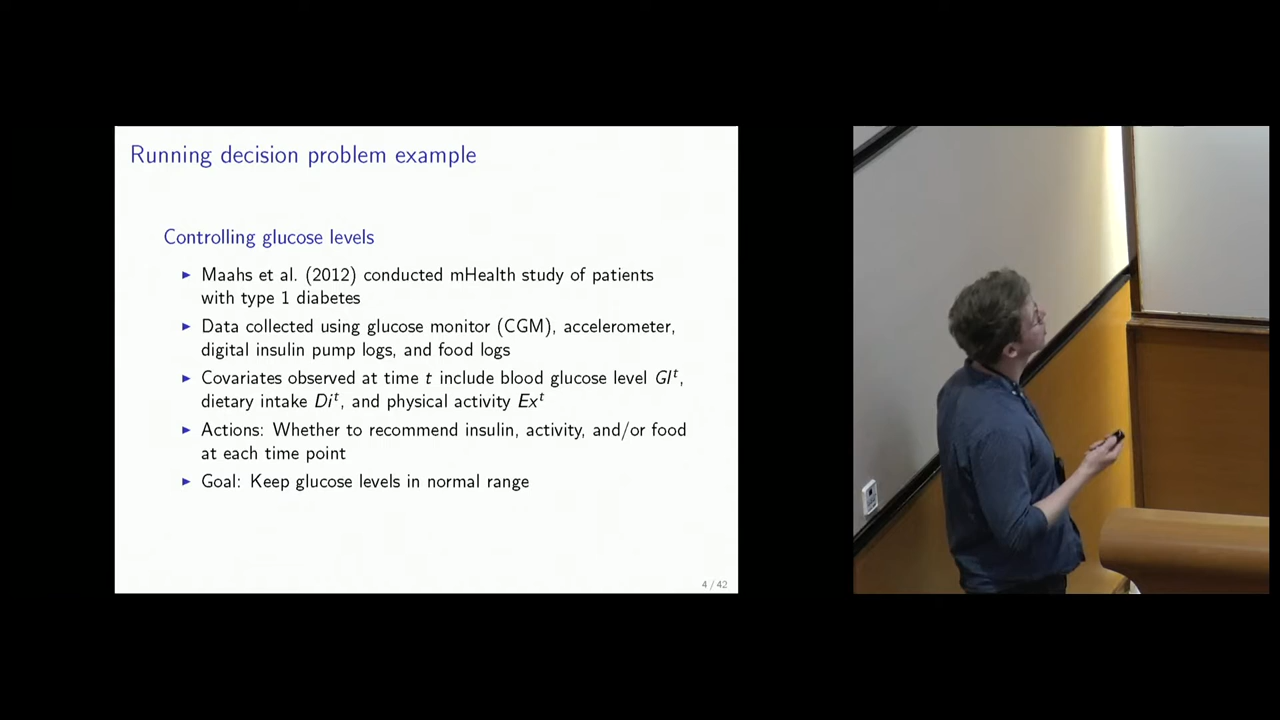 Running decision problem example
Controlling glucose levels
► Maahs et al. (2012) conducted mHealth study of patients
with type 1 diabetes
► Data collected using glucose monitor (CGM), accelerometer,
digital insulin pump logs, and food logs
► Covariates observed at time t include blood glucose level Gl^t,
dietary intake Di^t, and physical activity Ex^t
► Actions: Whether to recommend insulin, activity, and/or food
at each time point
► Goal: Keep glucose levels in normal range
4 / 42